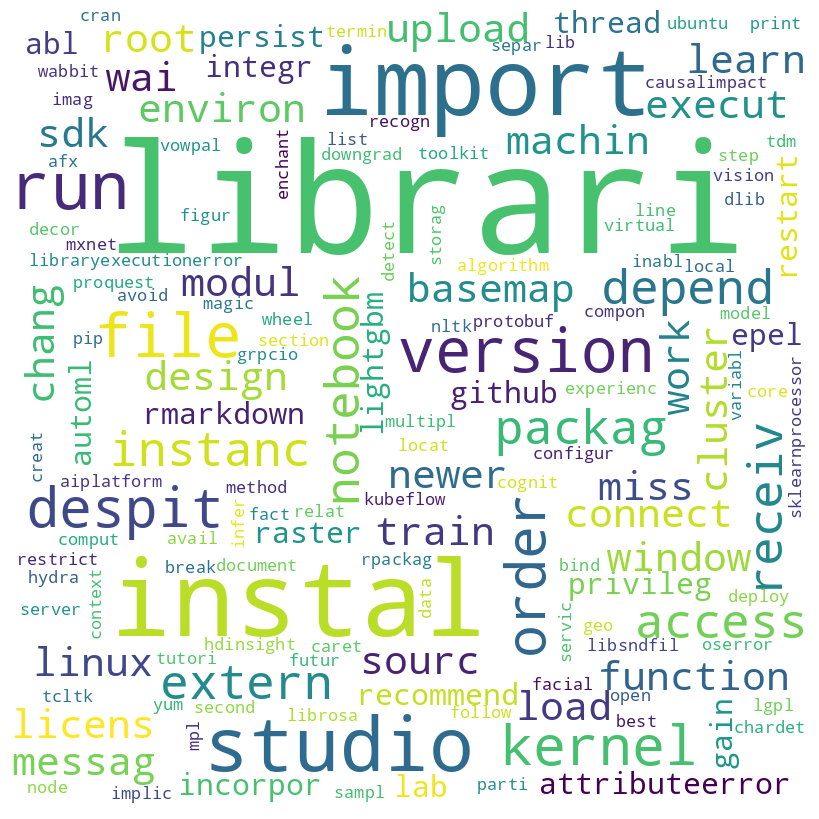 cran
abl
root
persist
termin
upload
separ
lib
thread
ubuntu
print
wabbit
wai
integr
import
learn
imag
environ
recogn
causalimpact
execut
sdk
vowpal
enchant
list
downgrad
toolkit
machin
step
tdm
afx
vision
dlib
run
librari
restart
figur
detect
storag
line
virtual
decor
mxnet
libraryexecutionerror
algorithm
inabl
local
proquest
modul
basemap
depend
chang
avoid
magic
notebook
lightgbm
nltk
protobuf
compon
model
pip
file
wheel
section
version
work
epel
grpcio
design
github
experienc
cluster
variabl
core
automl
rmarkdown
multipl
packag
receiv
sklearnprocessor
creat
instanc
locat
configur
aiplatform
method
newer
cognit
miss
despit
infer
fact
relat
kubeflow
order
connect
comput
avail
raster
train
restrict
break
document
rpackag
bind
window
hydra
context
instal
data
privileg
deploy
server
servic
geo
access
hdinsight
caret
libsndfil
oserror
linux
tutori
futur
sourc
function
tcltk
extern
recommend
facial
open
yum
second
librosa
follow
load
best
gain
lgpl
licens
mpl
studio
kernel
chardet
messag
node
implic
incorpor
sampl
lab
parti
attributeerror